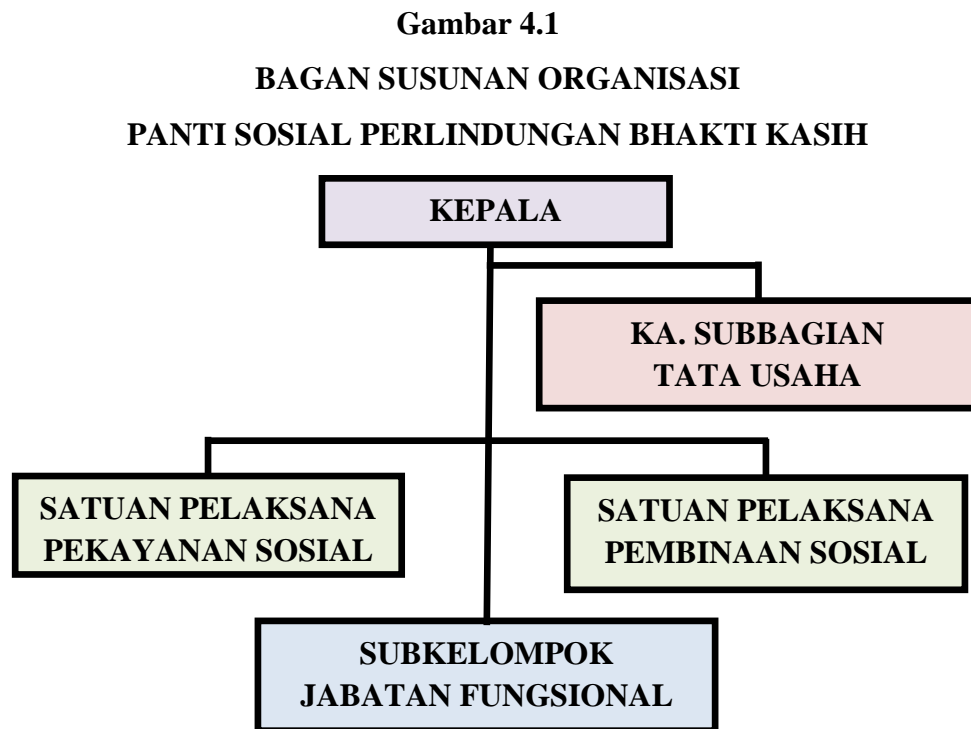 Gambar 4.1
BAGAN SUSUNAN ORGANISASI
PANTI SOSIAL PERLINDUNGAN BHAKTI KASIH
KEPALA
KA. SUBBAGIAN
TATA USAHA
SATUAN PELAKSANA
PEKAYANAN SOSIAL
SATUAN PELAKSANA
PEMBINAAN SOSIAL
SUBKELOMPOK
JABATAN FUNGSIONAL